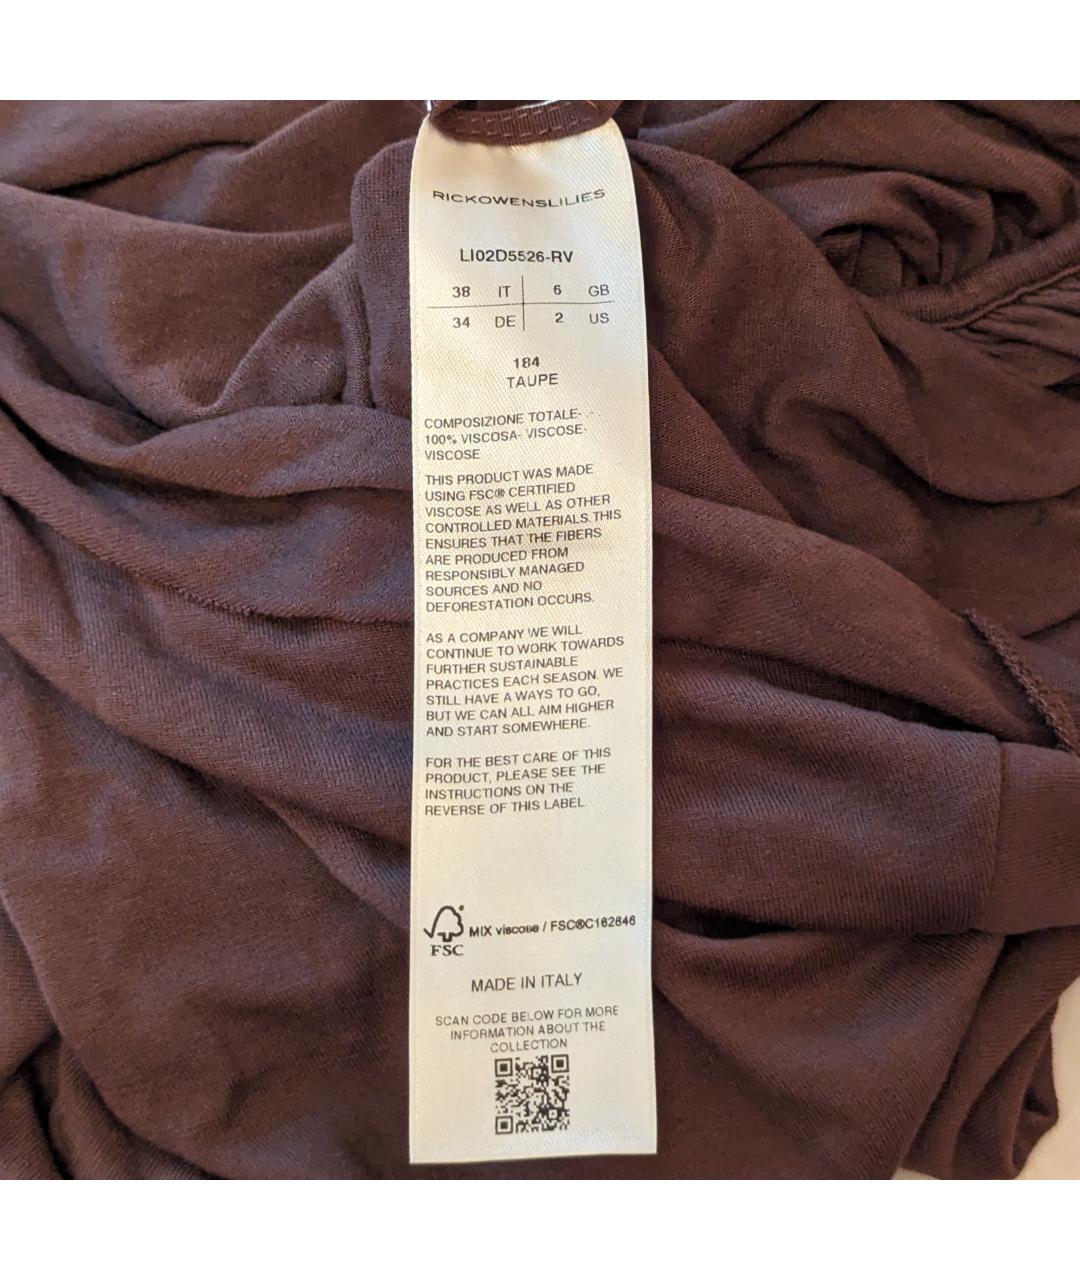 RICKOWENSLILIES
LI02D5526-RV
38 IT 6 GB
34 DE 2 US
184
TAUPE
COMPOSIZIONE TOTALE-
100% VISCOSA- VISCOSE-
VISCOSE
THIS PRODUCT WAS MADE
USING FSC® CERTIFIED
VISCOSE AS WELL AS OTHER
CONTROLLED MATERIALS.THIS
ENSURES THAT THE FIBERS
ARE PRODUCED FROM
RESPONSIBLY MANAGED
SOURCES AND NO
DEFORESTATION OCCURS.
AS A COMPANY WE WILL
CONTINUE TO WORK TOWARDS
FURTHER SUSTAINABLE
PRACTICES EACH SEASON. WE
STILL HAVE A WAYS TO GO,
BUT WE CAN ALL AIM HIGHER
AND START SOMEWHERE.
FOR THE BEST CARE OF THIS
PRODUCT, PLEASE SEE THE
INSTRUCTIONS ON THE
REVERSE OF THIS LABEL.
MIX viscose / FSC®C162646
FSC
MADE IN ITALY
SCAN CODE BELOW FOR MORE
INFORMATION ABOUT THE
COLLECTION